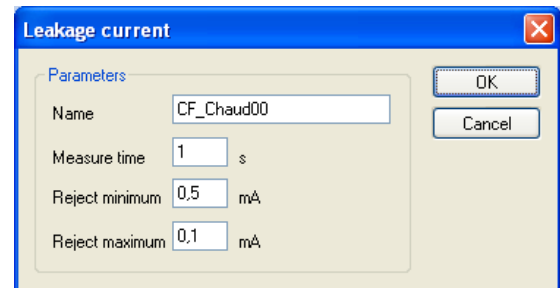 Leakage current
Parameters
Name CF_Chaud00
Measure time 1 s
Reject minimum 0,5 mA
Reject maximum 0,1 mA
OK
Cancel